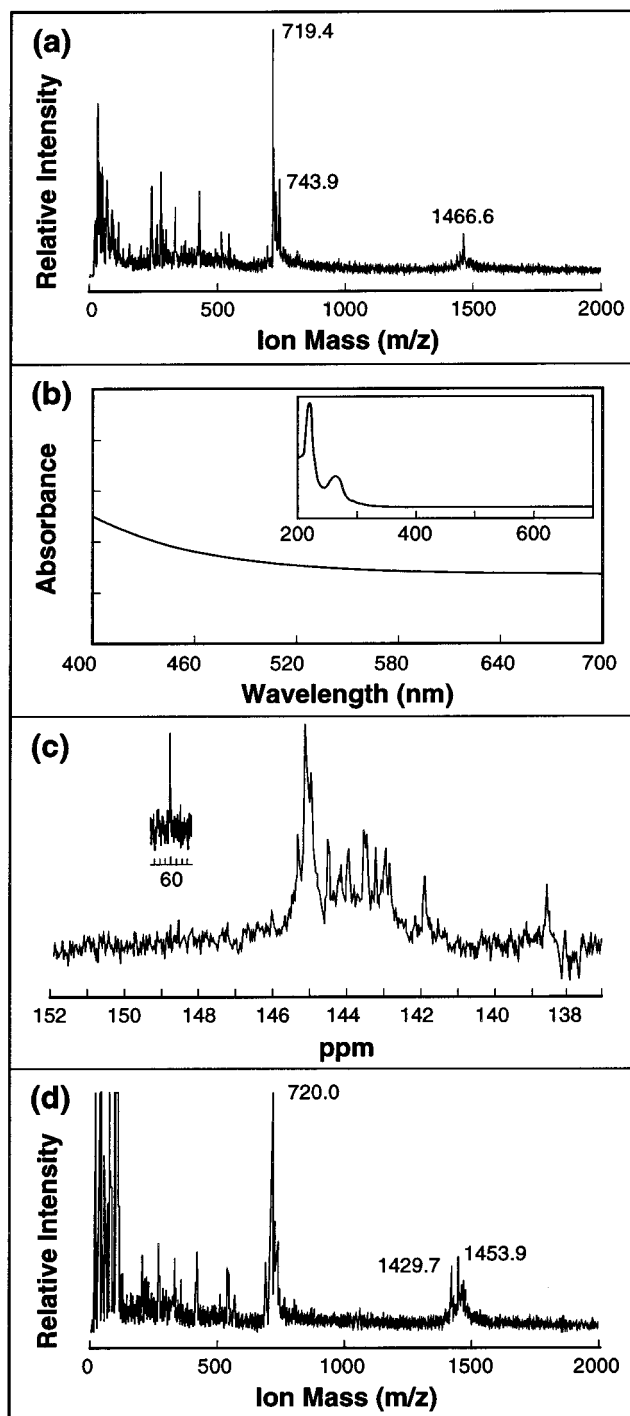 (a)
719.4
743.9
1466.6
Relative Intensity
0 500 1000 1500 2000
Ion Mass (m/z)
(b)
Absorbance
200 400 600
400 460 520 580 640 700
Wavelength (nm)
(c)
60
152 150 148 146 144 142 140 138
ppm
(d)
720.0
1429.7
1453.9
Relative Intensity
0 500 1000 1500 2000
Ion Mass (m/z)